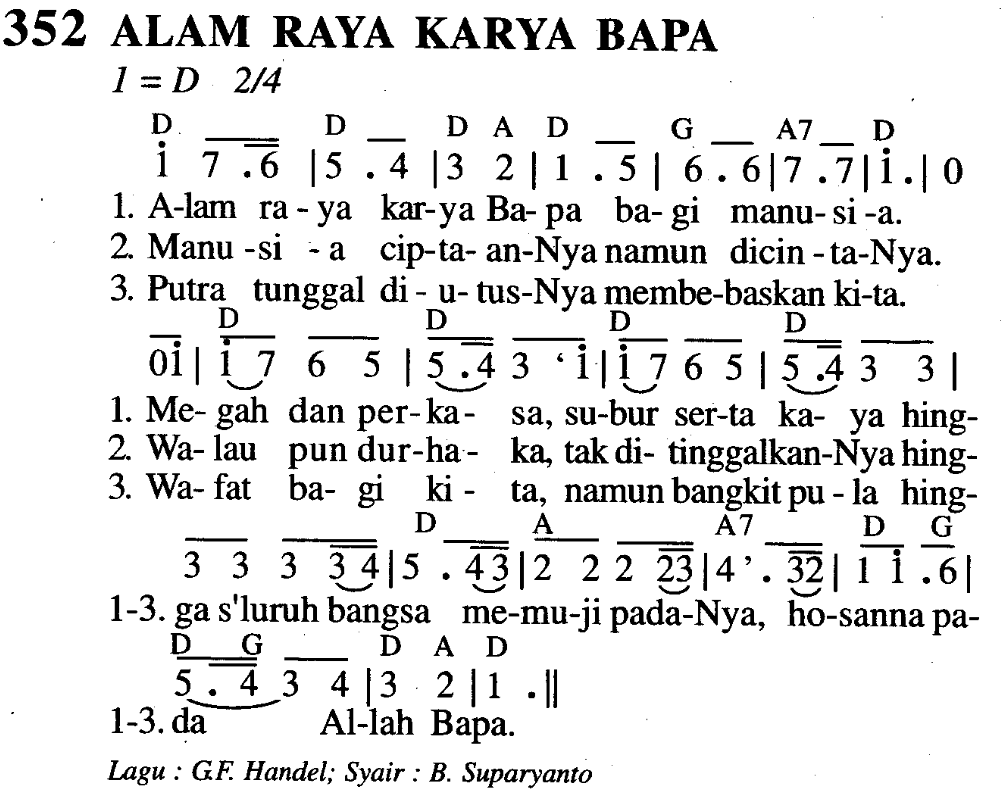 352 ALAM RAYA KARYA BAPA
1 = D 2/4
D D D A D G A7 D
i 7 .6 |5 . 4 |3 2 | 1 . 5 | 6 . 6|7 .7|i .| 0
1. A-lam ra - ya kar-ya Ba- pa ba- gi manu- si -a.
2. Manu -si - a cip-ta- an-Nya namun dicin - ta-Nya.
3. Putra tunggal di - u- tus-Nya membe-baskan ki-ta.
D D D D
0i | i 7 6 5 | 5 .4 3 ‘ i | i 7 6 5 | 5 .4 3 3 |
1. Me- gah dan per- ka - sa, su-bur ser-ta ka- ya hing-
2. Wa- lau pun dur-ha - ka, tak di- tinggalkan-Nya hing-
3. Wa- fat ba- gi ki - ta, namun bangkit pu - la hing-
D A A7 D G
3 3 3 3 4|5 . 43|2 2 2 23|4 ’ . 32| 1 i .6|
1-3. ga s'luruh bangsa me-mu-ji pada-Nya, ho-sanna pa-
D G D A D
5 . 4 3 4 |3 2 |1 .||
1-3. da Al-lah Bapa.
Lagu : G.F. Handel; Syair : B. Suparyanto